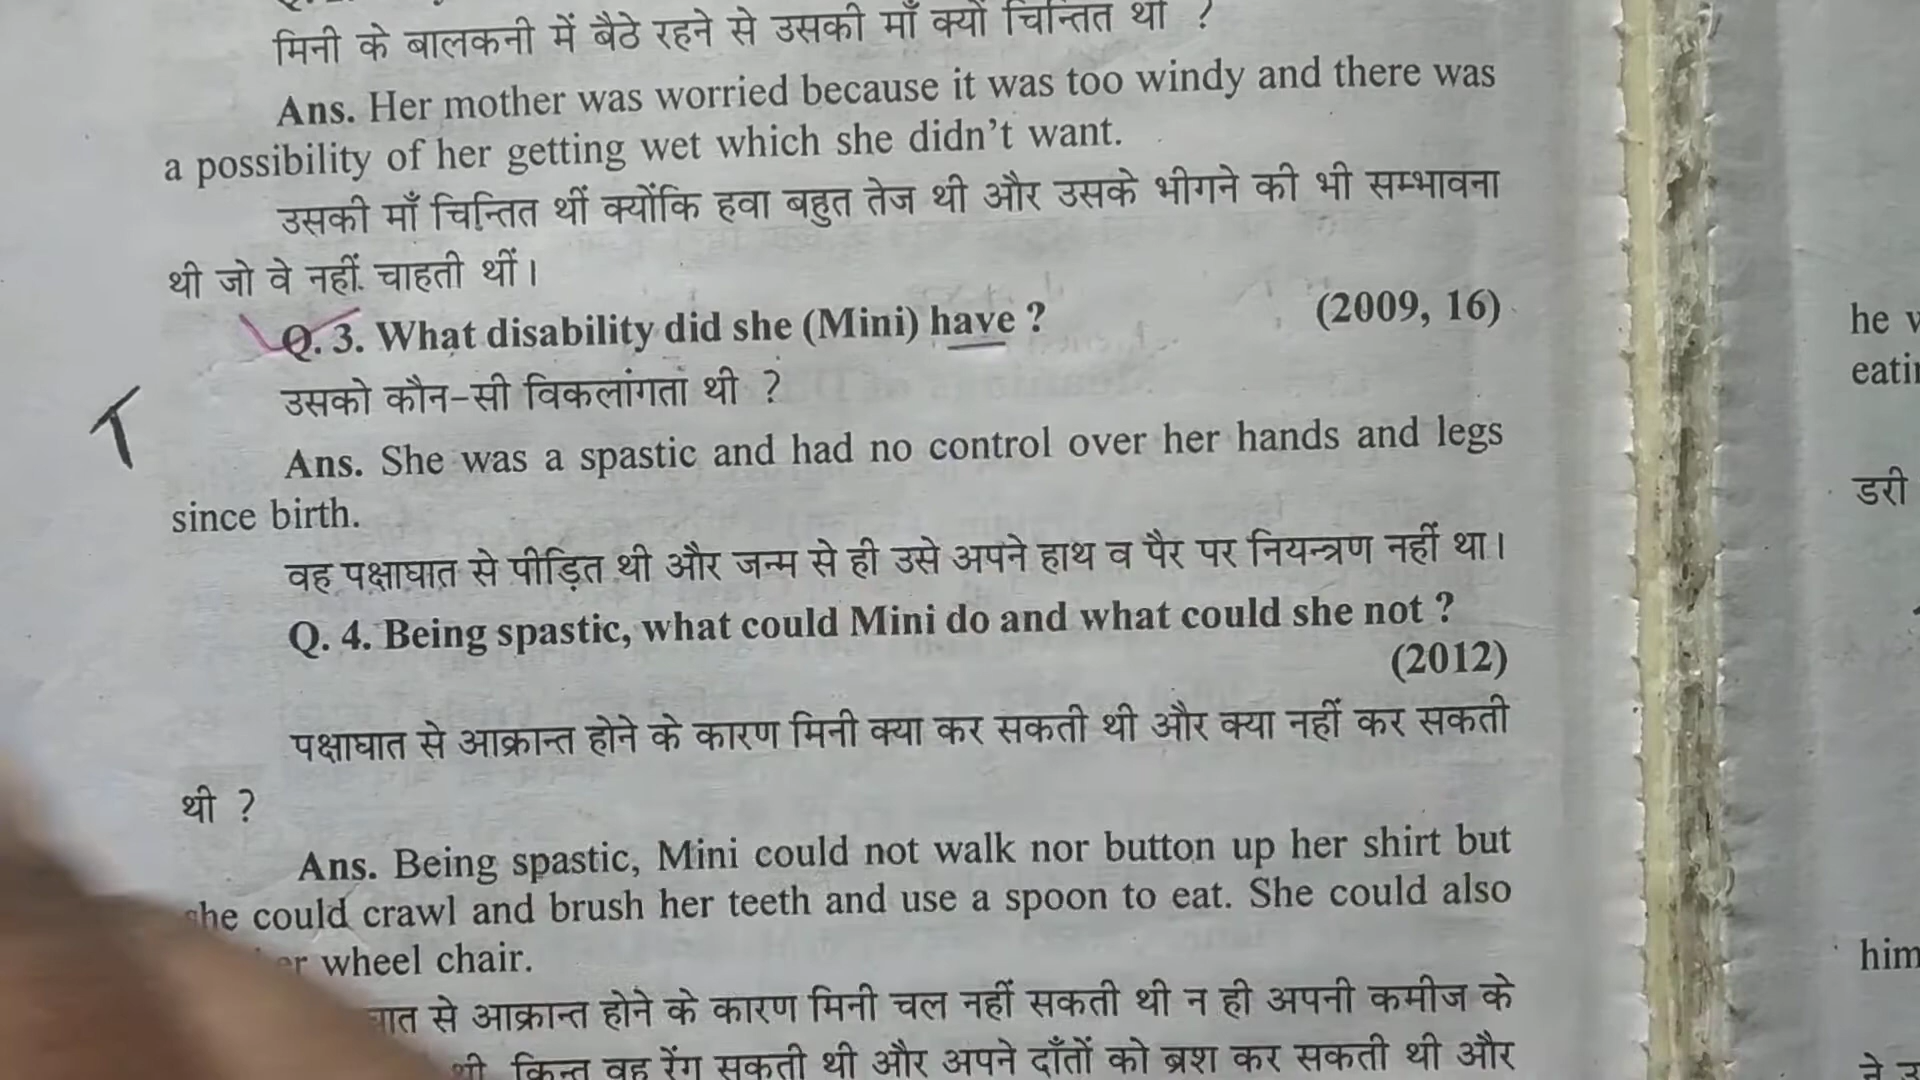 मिनी के बालकनी में बैठे रहने से उसकी माँ क्यों चिन्तित थी ?
Ans. Her mother was worried because it was too windy and there was
a possibility of her getting wet which she didn't want.
उसकी माँ चिन्तित थीं क्योंकि हवा बहुत तेज थी और उसके भीगने की भी सम्भावना
थी जो वे नहीं चाहती थीं।
Q. 3. What disability did she (Mini) have ? (2009, 16)
उसको कौन-सी विकलांगता थी ?
Ans. She was a spastic and had no control over her hands and legs
since birth.
वह पक्षाघात से पीड़ित थी और जन्म से ही उसे अपने हाथ व पैर पर नियन्त्रण नहीं था।
Q. 4. Being spastic, what could Mini do and what could she not ?
(2012)
पक्षाघात से आक्रान्त होने के कारण मिनी क्या कर सकती थी और क्या नहीं कर सकती
थी ?
Ans. Being spastic, Mini could not walk nor button up her shirt but
she could crawl and brush her teeth and use a spoon to eat. She could also
wheel chair.
से आक्रान्त होने के कारण मिनी चल नहीं सकती थी न ही अपनी कमीज के
थी किन्तु वह रेंग सकती थी और अपने दाँतों को ब्रश कर सकती थी और
he
डरी
him